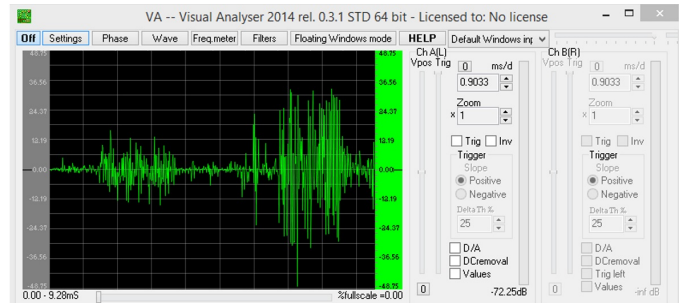 VA -- Visual Analyser 2014 rel. 0.3.1 STD 64 bit - Licensed to: No license
Off Settings Phase Wave Freq.meter Filters Floating Windows mode HELP Default Windows inp
48.75 48.75 Ch A(L) Ch B(R)
Vpos Trig 0 ms/d Vpos Trig 0 ms/d
36.56 36.56 0.9033 0.9033
Zoom Zoom
24.37 24.37 x 1 x 1
12.19 12.19 Trig Inv Trig Inv
Trigger Trigger
0.00 0.00 Slope Slope
Positive Positive
-12.19 -12.19 Negative Negative
Delta Th % Delta Th %
-24.37 -24.37 25 25
D/A D/A
-36.56 -36.56 DCremoval DCremoval
Values Trig left
-48.75 -48.75 0 -72.25dB 0 Values -inf dB
0.00 - 9.28mS %fullscale =0.00